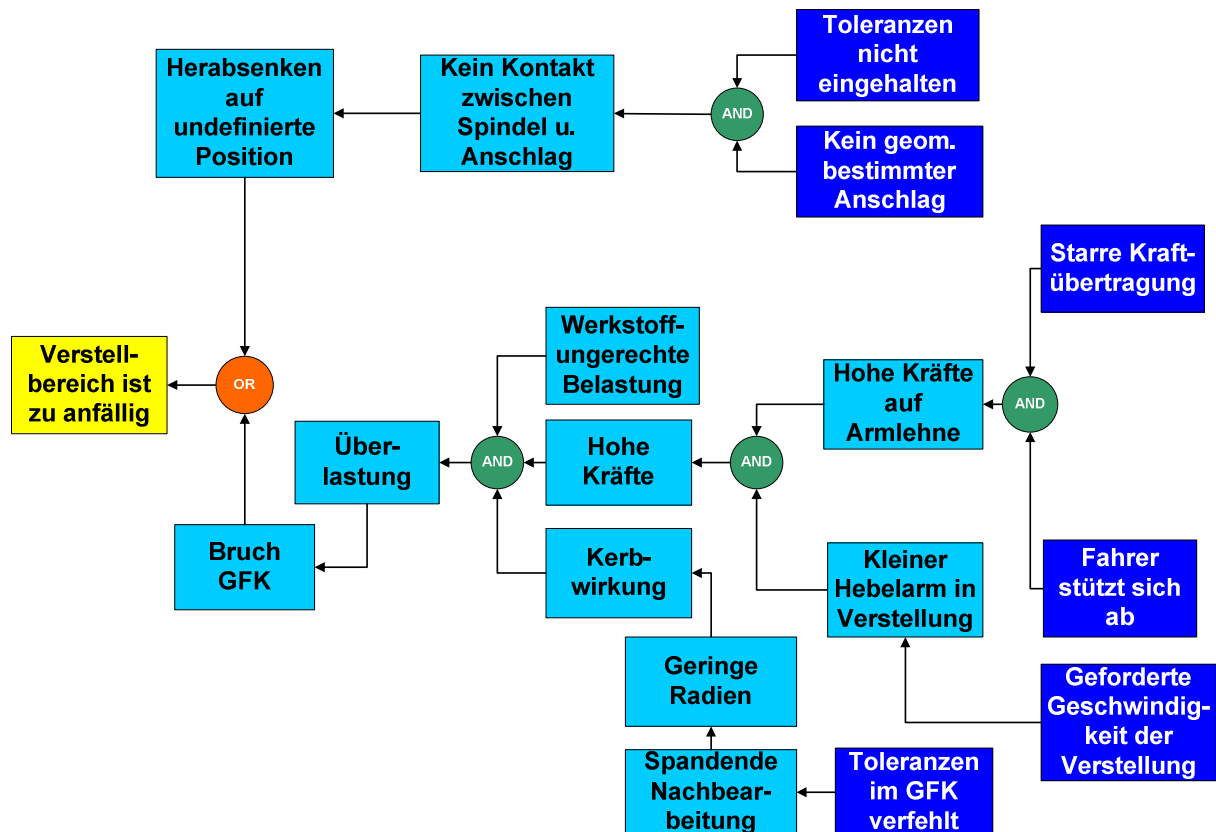 Toleranzen
nicht
eingehalten
Herabsenken
auf
undefinierte
Position
Kein Kontakt
zwischen
Spindel u.
Anschlag
AND
Kein geom.
bestimmter
Anschlag
Starre Kraft-
übertragung
Verstell-
bereich ist
zu anfällig
OR
Werkstoff-
ungerechte
Belastung
Hohe Kräfte
auf
Armlehne
AND
Über-
lastung
AND
Hohe
Kräfte
AND
Bruch
GFK
Kerb-
wirkung
Kleiner
Hebelarm in
Verstellung
Fahrer
stützt sich
ab
Geringe
Radien
Geforderte
Geschwindig-
keit der
Verstellung
Spandende
Nachbear-
beitung
Toleranzen
im GFK
verfehlt